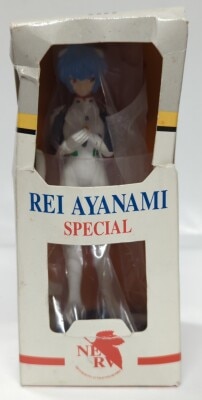 REI AYANAMI
SPECIAL
NERV